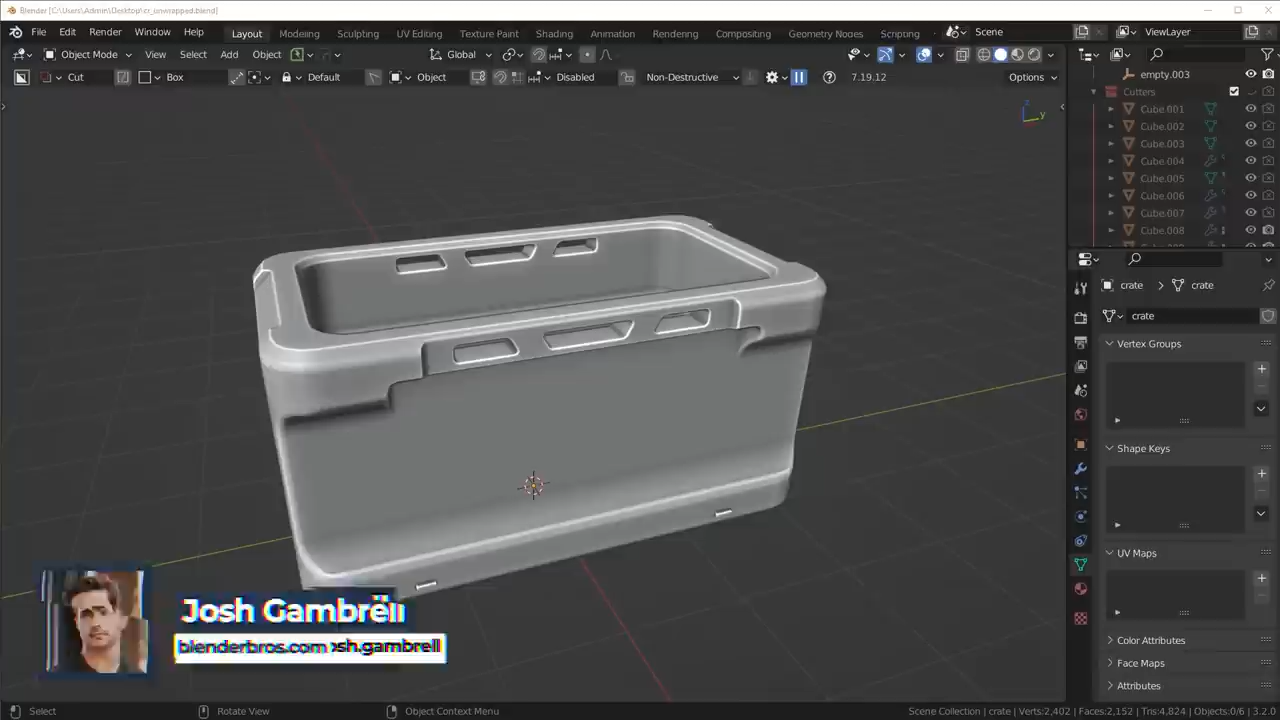 Blender [C:\Users\Admin\Desktop\cr_unwrapped.blend]
File Edit Render Window Help Layout Modeling Sculpting UV Editing Texture Paint Shading Animation Rendering Compositing Geometry Nodes Scripting Scene ViewLayer
Object Mode View Select Add Object Global
Cut Box Default Object Disabled Non-Destructive 7.19.12 Options
empty.003
Cutters
Cube.001
Cube.002
Cube.003
Cube.004
Cube.005
Cube.006
Cube.007
Cube.008
z
y
crate > crate
crate
Vertex Groups
Shape Keys
UV Maps
Color Attributes
Face Maps
Attributes
Josh Gambrell
blenderbros.com
Select Rotate View Object Context Menu Scene Collection | crate | Verts:2,402 | Faces:2,152 | Tris:4,824 | Objects:0/6 | 3.2.0